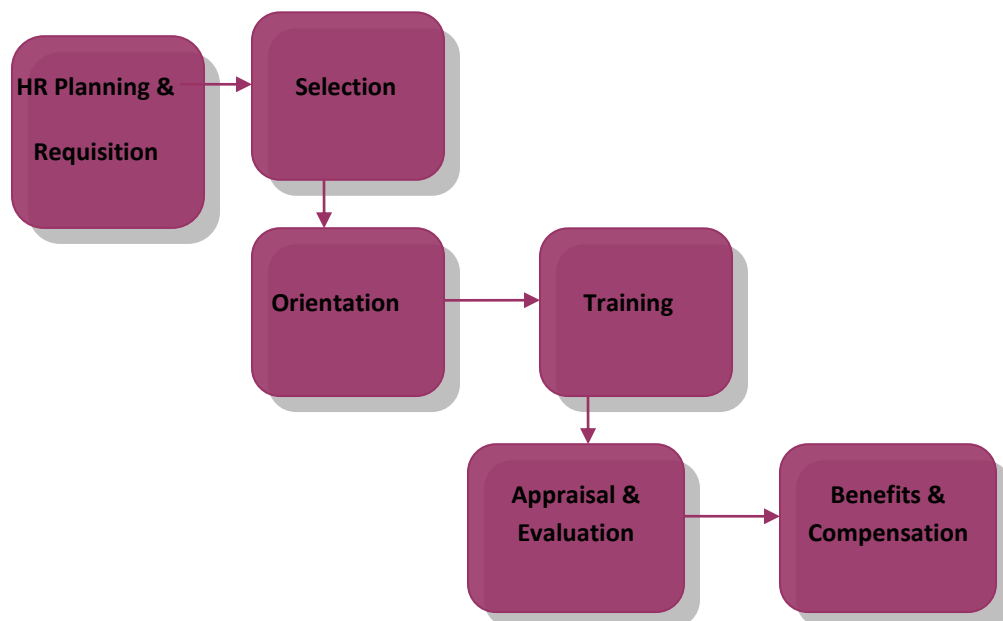 HR Planning &
Requisition
Selection
Orientation
Training
Appraisal &
Evaluation
Benefits &
Compensation